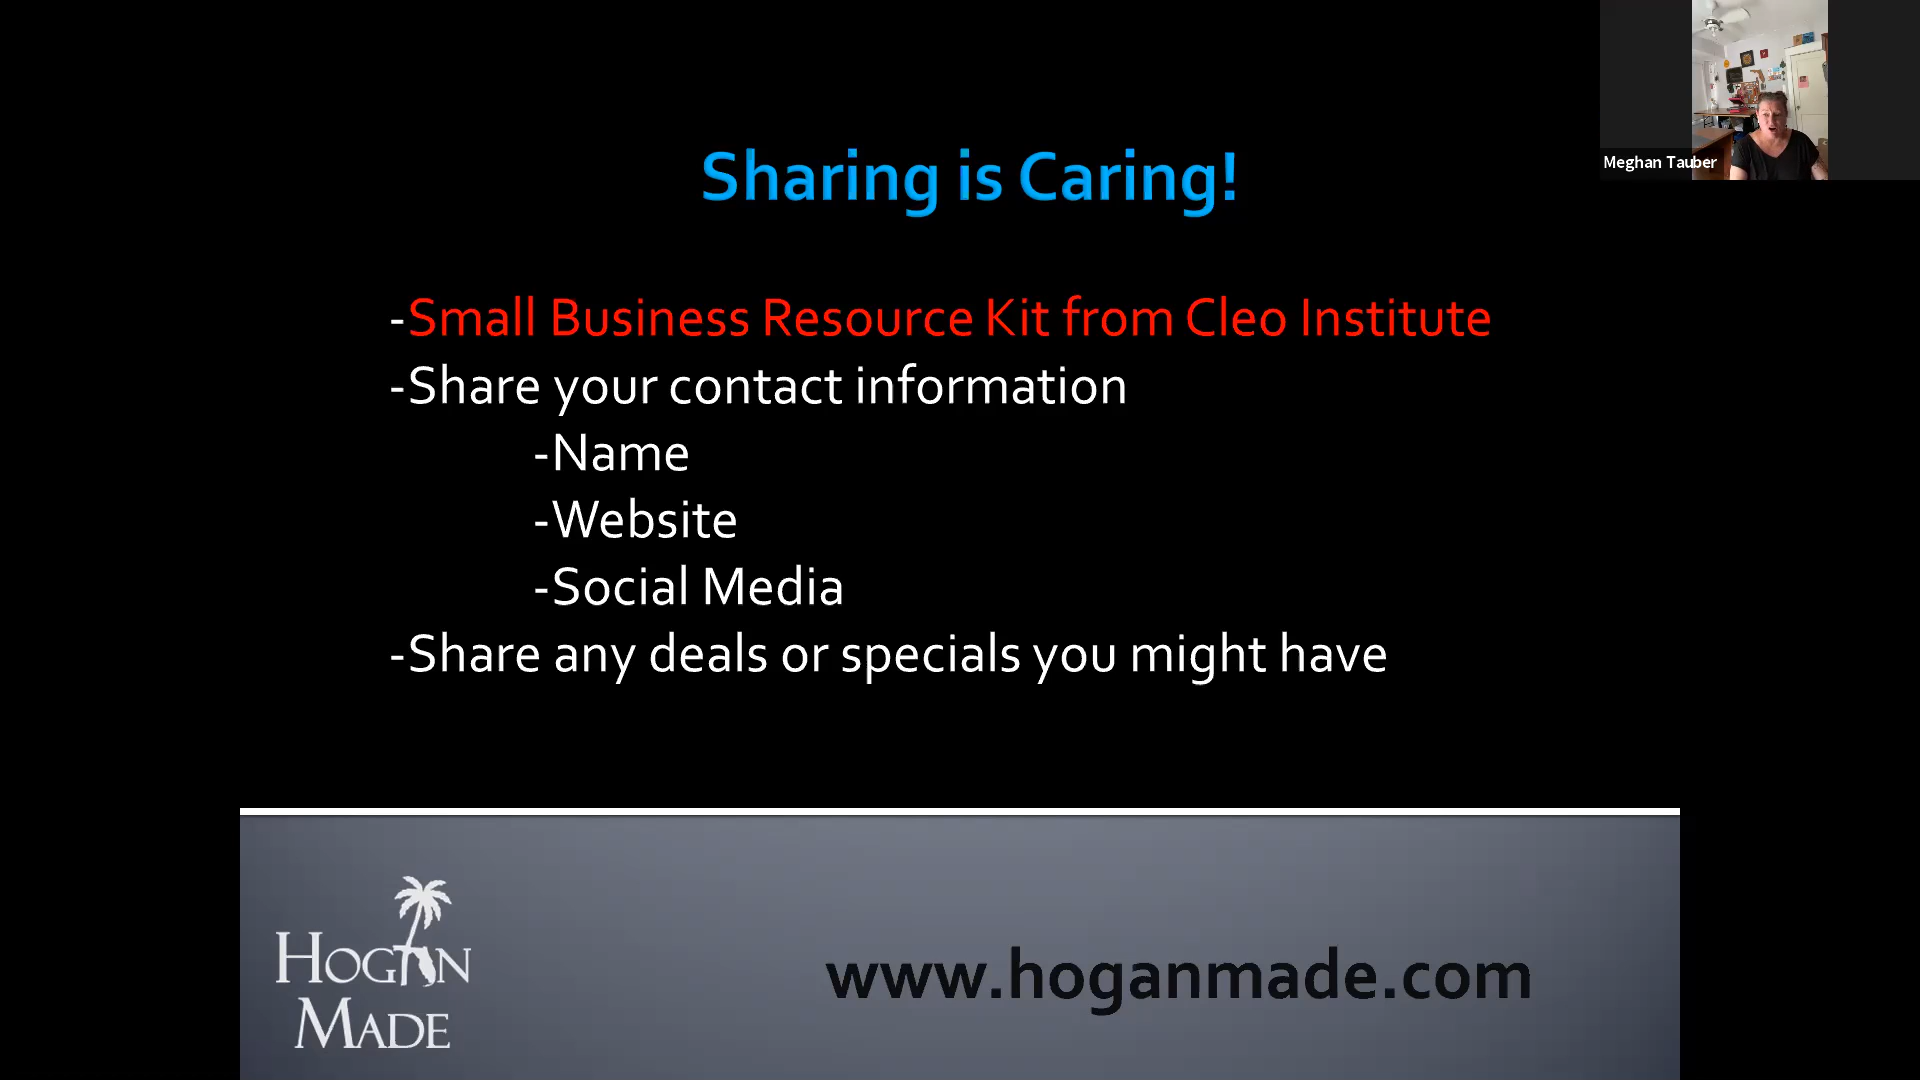 Meghan Tauber
Sharing is Caring!
-Small Business Resource Kit from Cleo Institute
-Share your contact information
-Name
-Website
-Social Media
-Share any deals or specials you might have
HOGAN
MADE
www.hoganmade.com